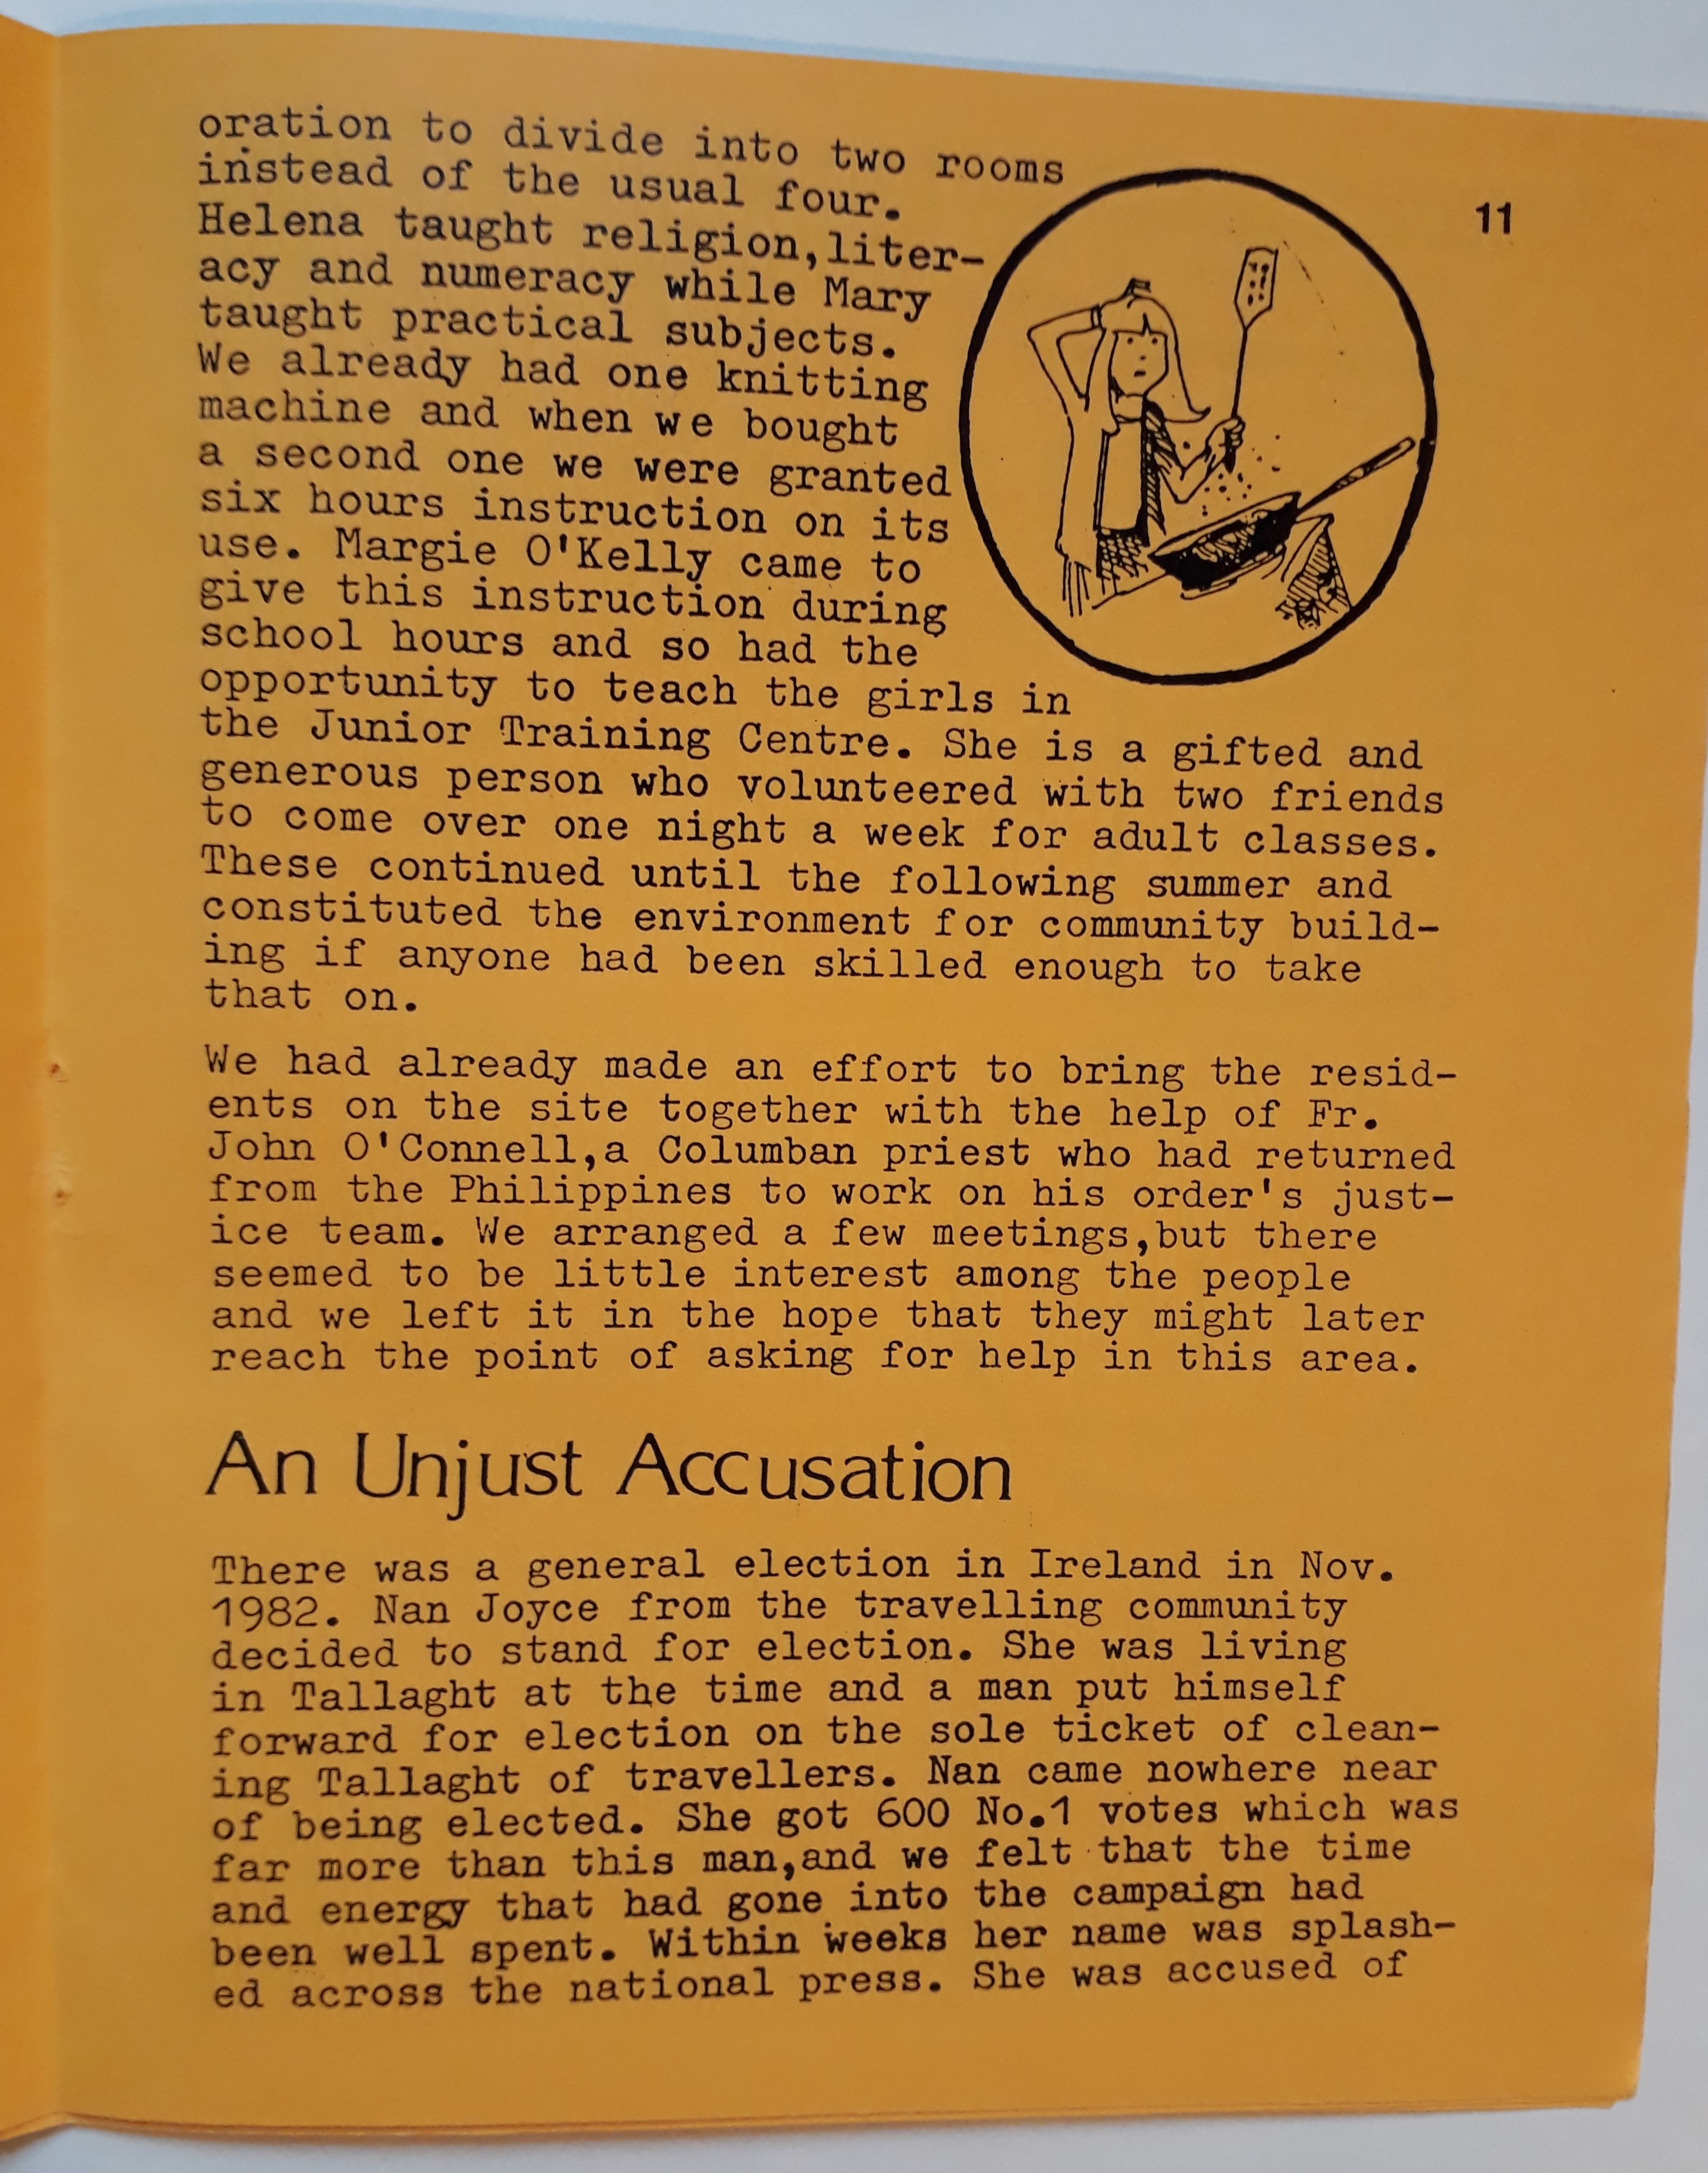 11
oration to divide into two rooms
instead of the usual four.
Helena taught religion,liter-
acy and numeracy while Mary
taught practical subjects.
We already had one knitting
machine and when we bought
a second one we were granted
six hours instruction on its
use. Margie O'Kelly came to
give this instruction during
school hours and so had the
opportunity to teach the girls in
the Junior Training Centre. She is a gifted and
generous person who volunteered with two friends
to come over one night a week for adult classes.
These continued until the following summer and
constituted the environment for community build-
ing if anyone had been skilled enough to take
that on.
We had already made an effort to bring the resid-
ents on the site together with the help of Fr.
John O'Connell,a Columban priest who had returned
from the Philippines to work on his order's just-
ice team. We arranged a few meetings,but there
seemed to be little interest among the people
and we left it in the hope that they might later
reach the point of asking for help in this area.
An Unjust Accusation
There was a general election in Ireland in Nov.
1982. Nan Joyce from the travelling community
decided to stand for election. She was living
in Tallaght at the time and a man put himself
forward for election on the sole ticket of clean-
ing Tallaght of travellers. Nan came nowhere near
of being elected. She got 600 No.1 votes which was
far more than this man,and we felt that the time
and energy that had gone into the campaign had
been well spent. Within weeks her name was splash-
ed across the national press. She was accused of